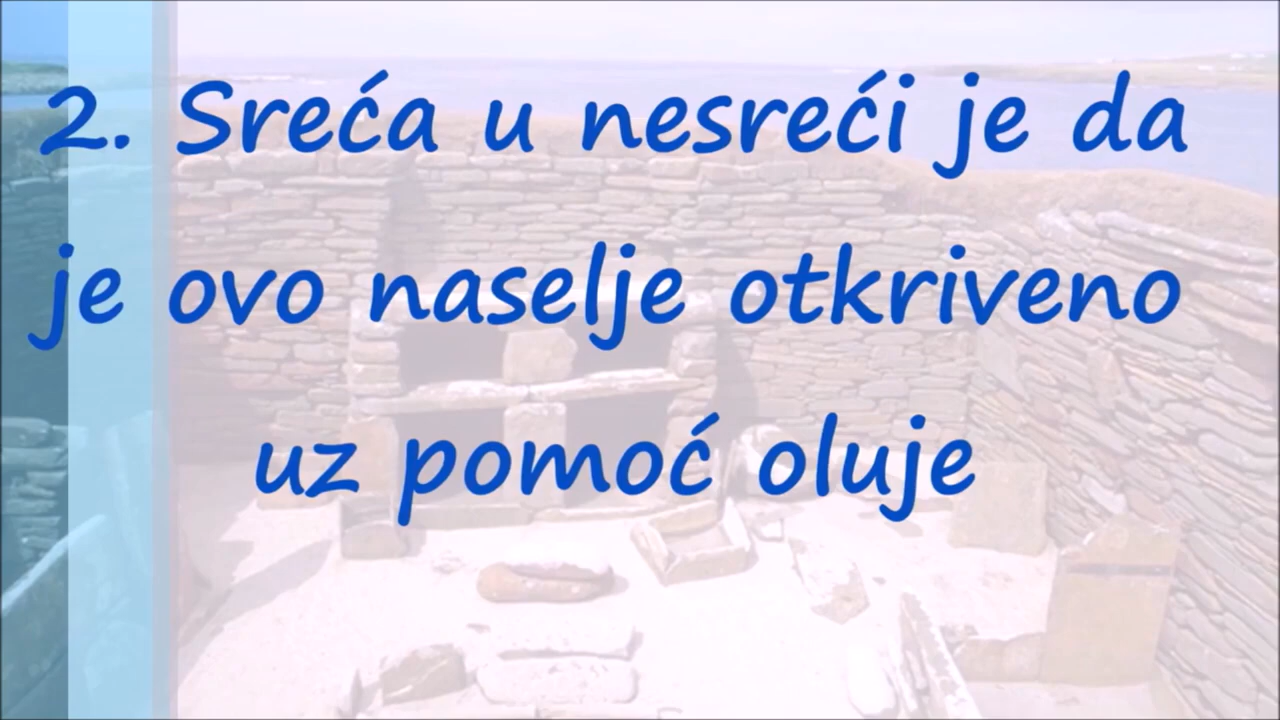 2. Sreća u nesreći je da
je ovo naselje otkriveno
uz pomoć oluje